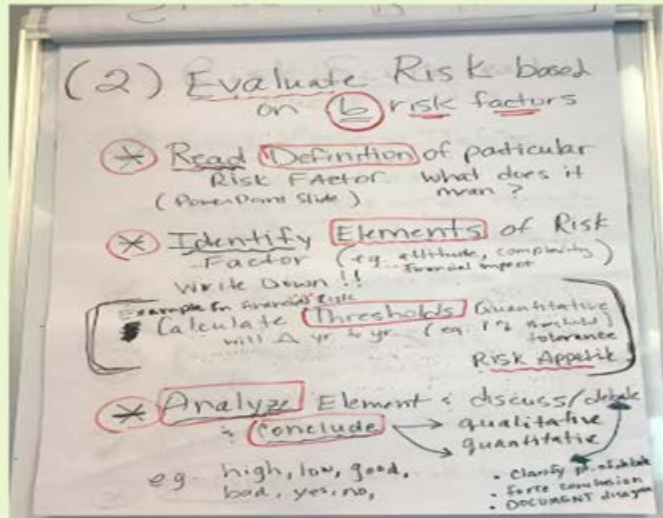 (2) Evaluate Risk based
on 6 risk factors
* Read Definition of particular
Risk FActor. What does it
(PowerPoint Slide) mean?
* Identify Elements of Risk
Factor (eg. attitude, complexity)
financial impact
Write Down!!
Example for Financial Risk
Calculate Thresholds Quantitative
will Δ yr. to yr. (eg. 1% threshold)
tolerance
Risk Appetite
* Analyze Element & discuss/debate
& Conclude → qualitative
→ quantitative
eg. high, low, good,
bad, yes, no,
• Clarify pt. of debate
• force conclusion
• DOCUMENT